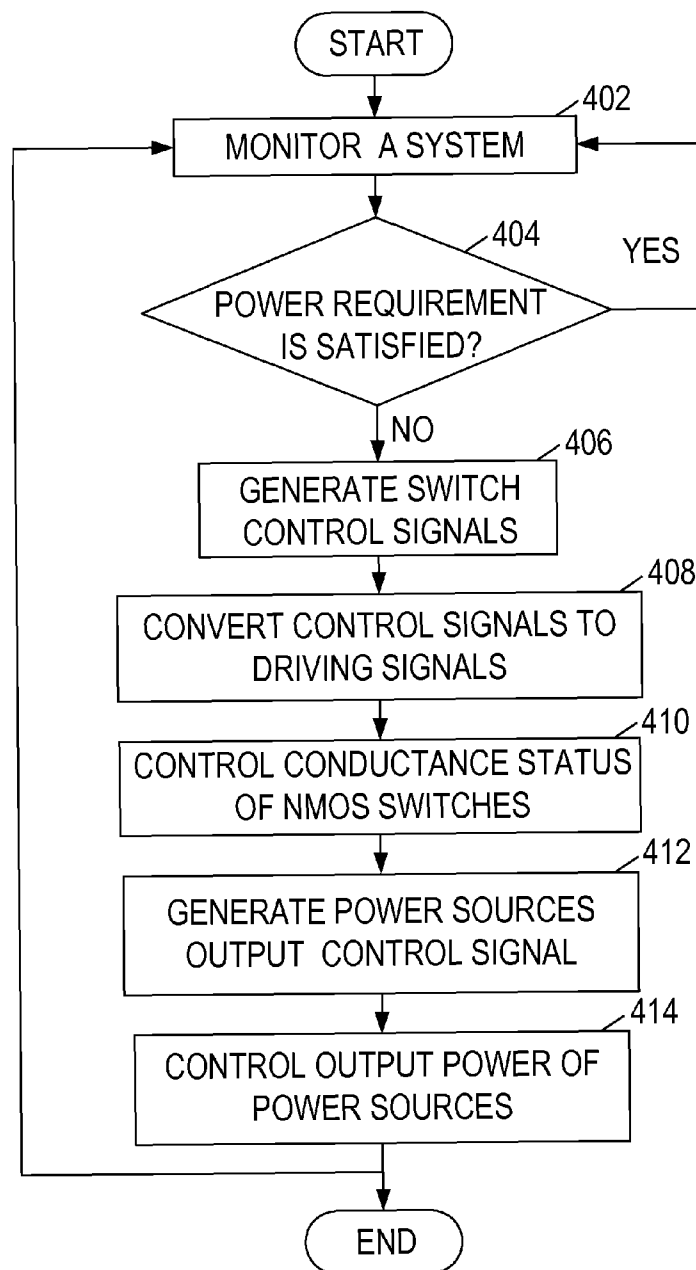 START
402
MONITOR A SYSTEM
404
YES
POWER REQUIREMENT
IS SATISFIED?
NO
406
GENERATE SWITCH
CONTROL SIGNALS
408
CONVERT CONTROL SIGNALS TO
DRIVING SIGNALS
410
CONTROL CONDUCTANCE STATUS
OF NMOS SWITCHES
412
GENERATE POWER SOURCES
OUTPUT CONTROL SIGNAL
414
CONTROL OUTPUT POWER OF
POWER SOURCES
END